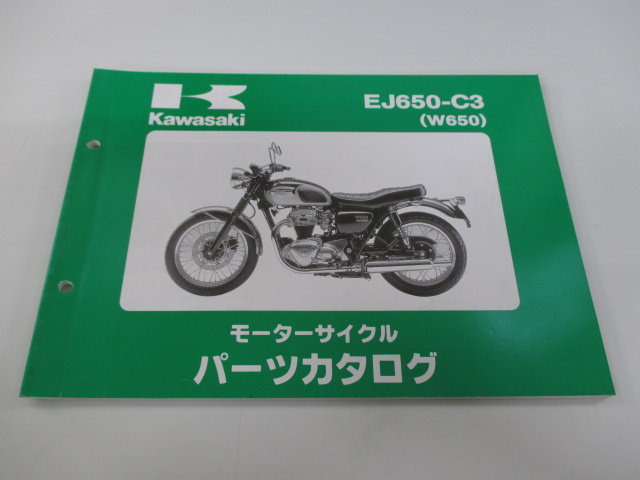 Kawasaki
EJ650-C3
(W650)
モーターサイクル
パーツカタログ